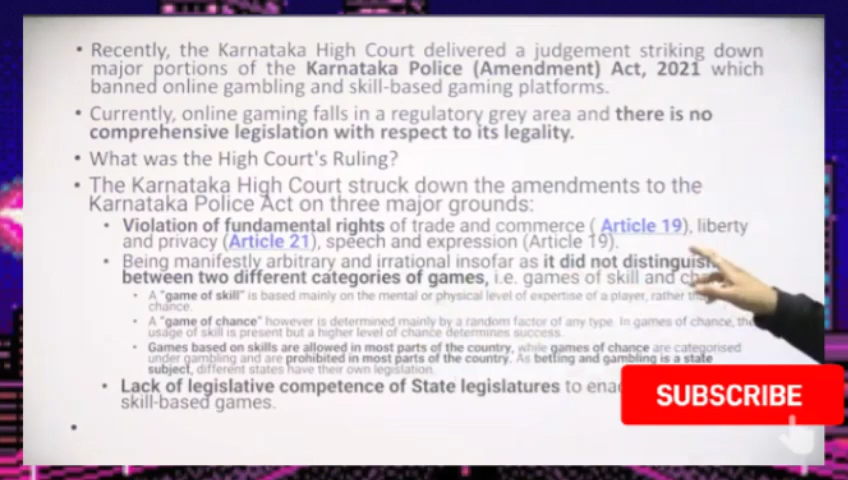 • Recently, the Karnataka High Court delivered a judgement striking down
major portions of the Karnataka Police (Amendment) Act, 2021 which
banned online gambling and skill-based gaming platforms.
• Currently, online gaming falls in a regulatory grey area and there is no
comprehensive legislation with respect to its legality.
• What was the High Court's Ruling?
• The Karnataka High Court struck down the amendments to the
Karnataka Police Act on three major grounds:
• Violation of fundamental rights of trade and commerce ( Article 19), liberty
and privacy (Article 21), speech and expression (Article 19).
• Being manifestly arbitrary and irrational insofar as it did not distinguish
between two different categories of games, i.e. games of skill and
• A "game of skill" is based mainly on the mental or physical level of expertise of a player, rather
chance.
• A "game of chance" however is determined mainly by a random factor of any type. In games of chance, the
usage of skill is present but a higher level of chance determines success.
• Games based on skills are allowed in most parts of the country, while games of chance are categorised
under gambling and are prohibited in most parts of the country. As betting and gambling is a state
subject, different states have their own legislation.
• Lack of legislative competence of State legislatures to
skill-based games.
•
SUBSCRIBE